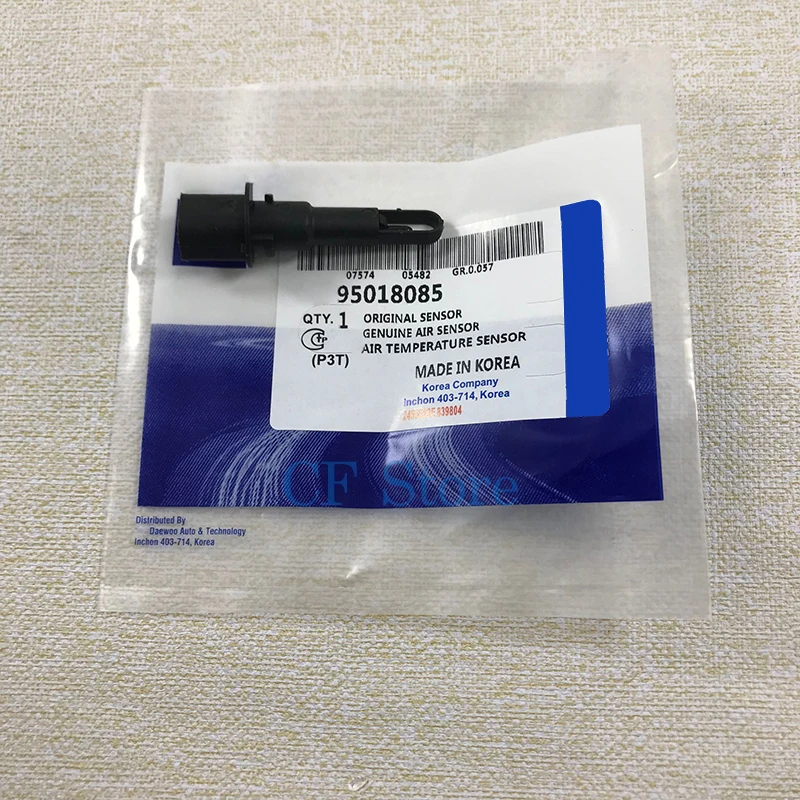 07574 05482 GR.0.057
95018085
QTY. 1 ORIGINAL SENSOR
GENUINE AIR SENSOR
(P3T) AIR TEMPERATURE SENSOR
MADE IN KOREA
Korea Company
Inchon 403-714, Korea
839804
CF Store
Distributed By
Daewoo Auto & Technology
Inchon 403-714, Korea